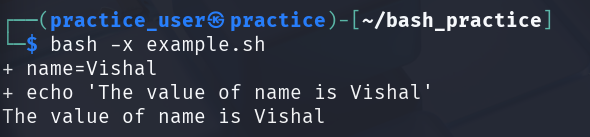 ┌──(practice_user㉿practice)-[~/bash_practice]
└─$ bash -x example.sh
+ name=Vishal
+ echo 'The value of name is Vishal'
The value of name is Vishal